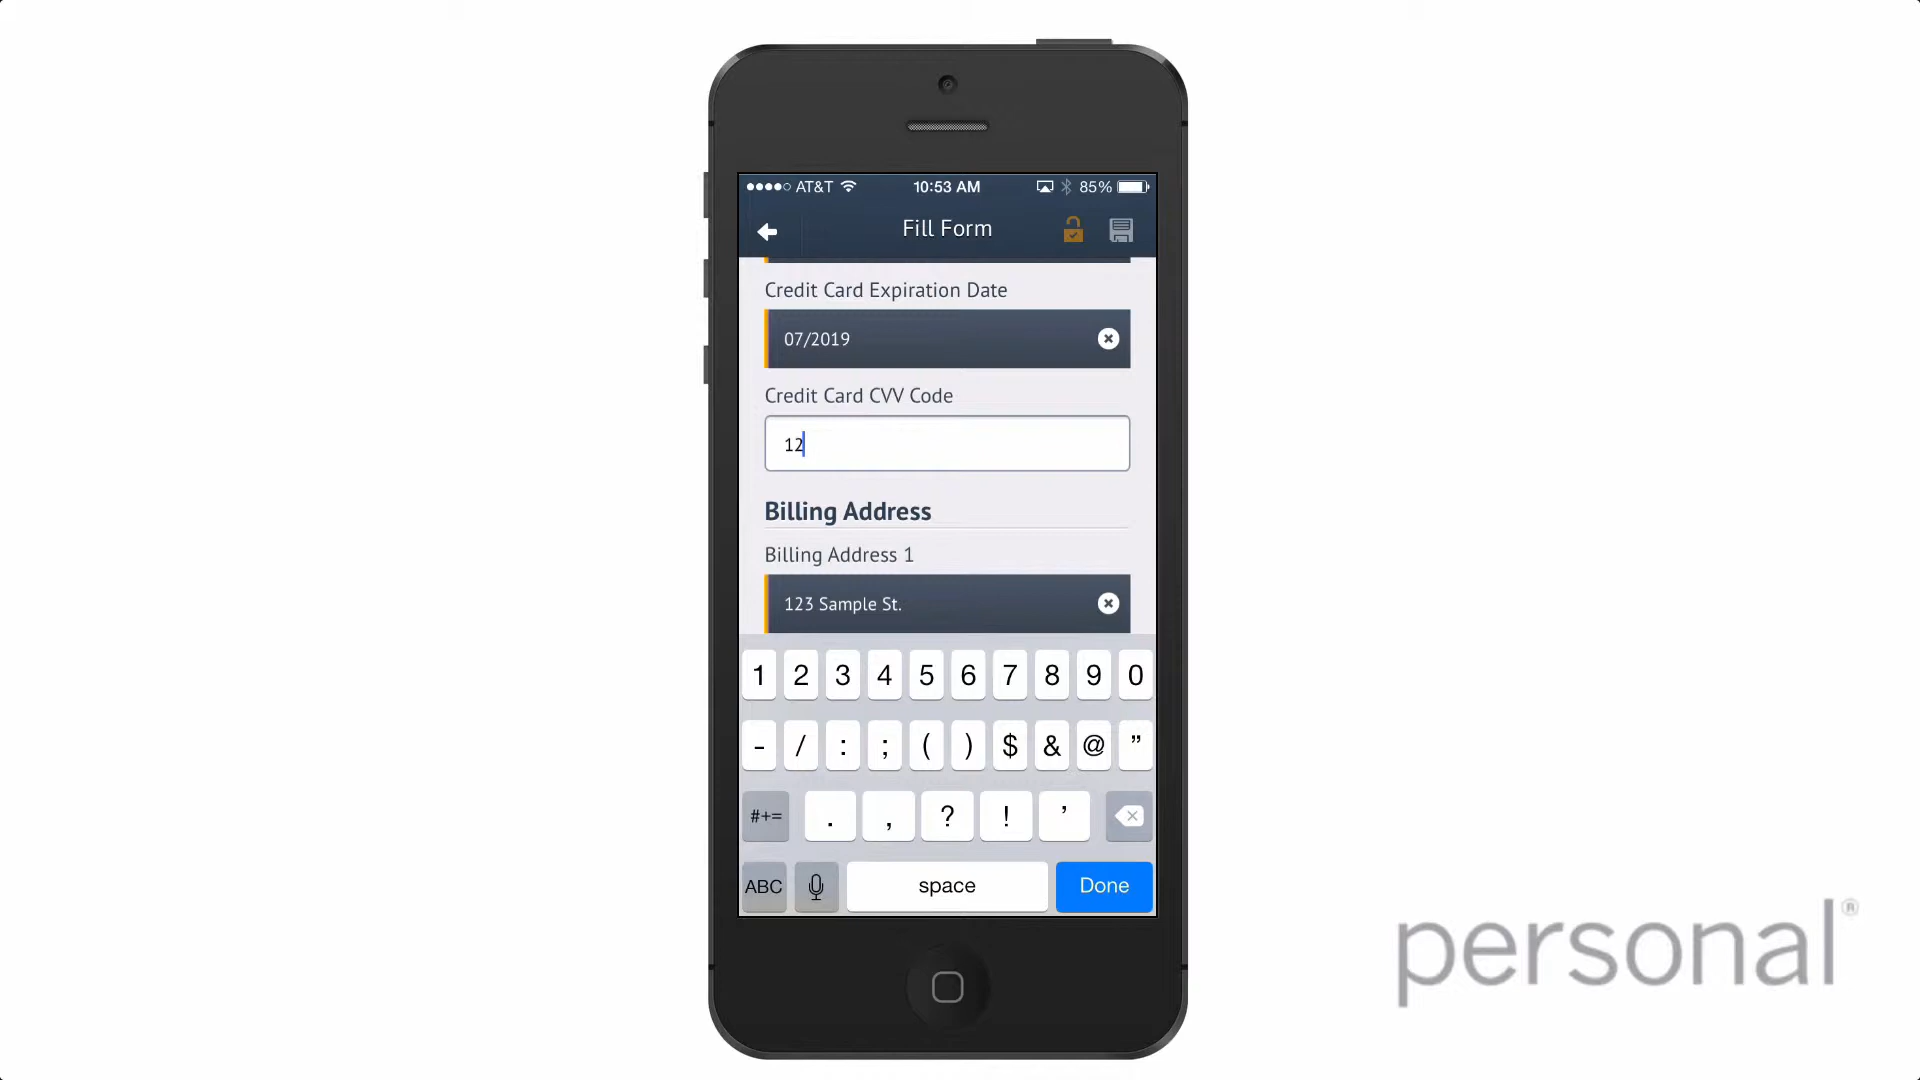 AT&T 10:53 AM 85%
Fill Form
Credit Card Expiration Date
07/2019
Credit Card CVV Code
12
Billing Address
Billing Address 1
123 Sample St.
1 2 3 4 5 6 7 8 9 0
- / : ; ( ) $ & @ ”
#+= . , ? ! ’
ABC space Done
personal®